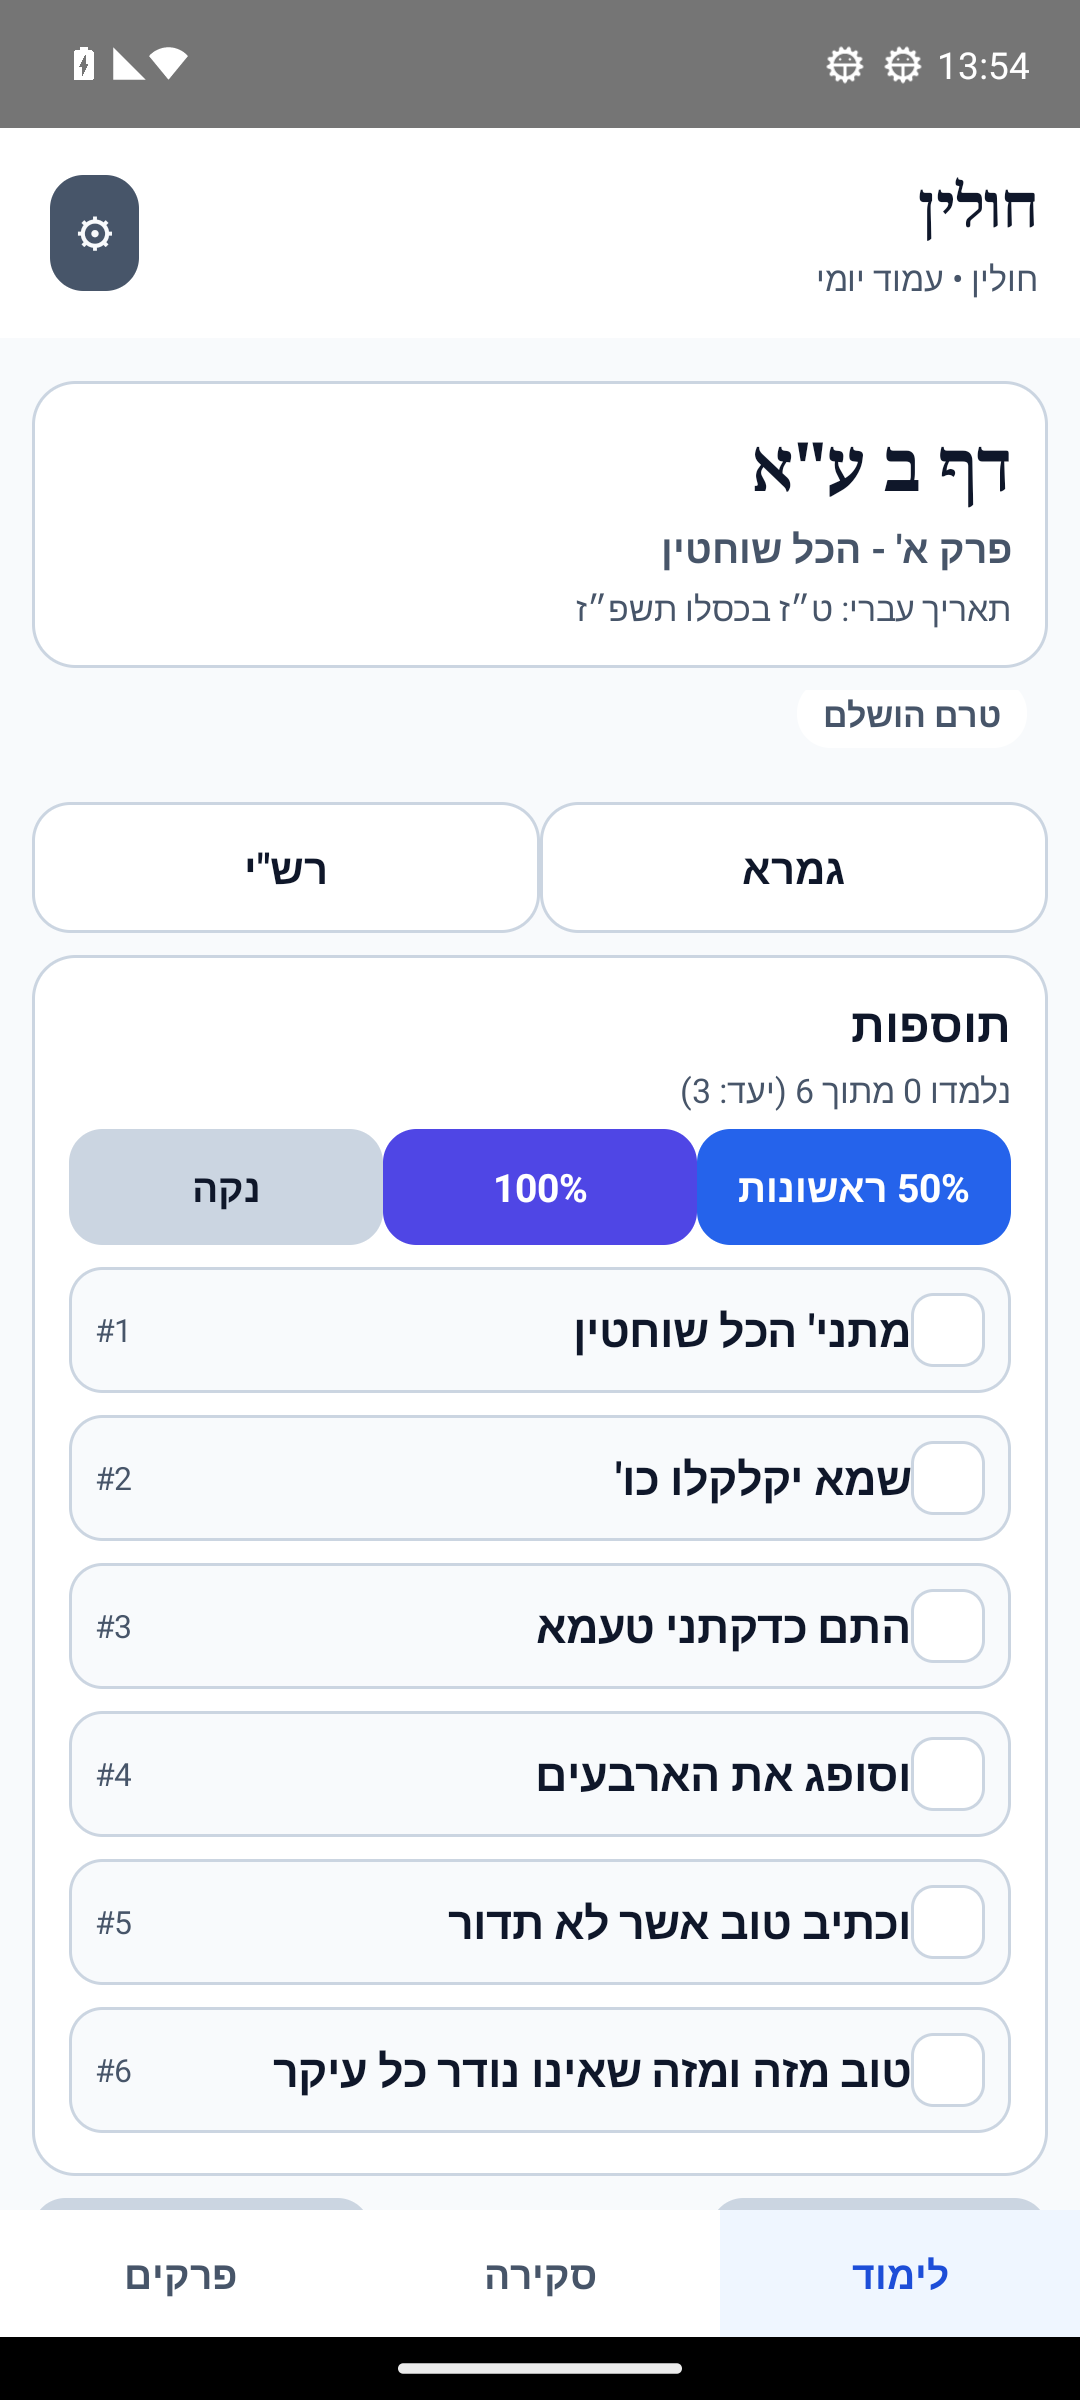 13:54
חולין
חולין • עמוד יומי
דף ב ע"א
פרק א' - הכל שוחטין
תאריך עברי: ט״ז בכסלו תשפ״ז
טרם הושלם
גמרא
רש"י
תוספות
נלמדו 0 מתוך 6 (יעד: 3)
50% ראשונות
100%
נקה
מתני' הכל שוחטין #1
שמא יקלקלו כו' #2
התם כדקתני טעמא #3
וסופג את הארבעים #4
וכתיב טוב אשר לא תדור #5
טוב מזה ומזה שאינו נודר כל עיקר #6
לימוד
סקירה
פרקים